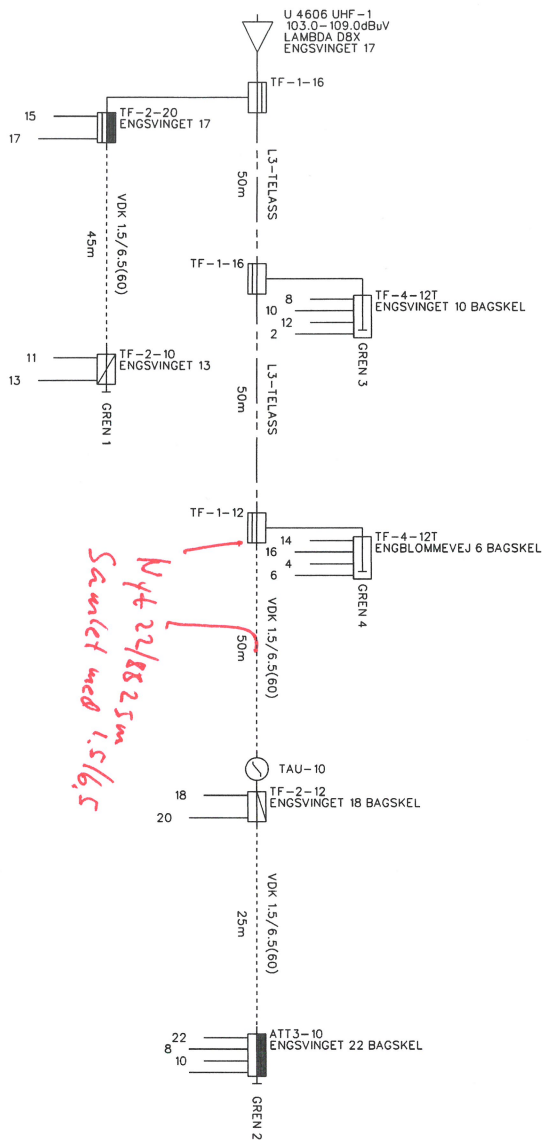 U 4606 UHF-1
103.0-109.0dBuV
LAMBDA D8X
ENGSVINGET 17
TF-1-16
TF-2-20
ENGSVINGET 17
15
17
VDK 1.5/6.5(60)
45m
L3-TELASS
50m
TF-1-16
TF-4-12T
ENGSVINGET 10 BAGSKEL
8
10
12
2
GREN 3
TF-2-10
ENGSVINGET 13
11
13
GREN 1
L3-TELASS
50m
TF-1-12
TF-4-12T
ENGBLOMMEVEJ 6 BAGSKEL
14
16
4
6
GREN 4
VDK 1.5/6.5(60)
50m
Nyt 22/88 25m
Samlet med 1.5/6,5
TAU-10
TF-2-12
ENGSVINGET 18 BAGSKEL
18
20
VDK 1.5/6.5(60)
25m
ATT3-10
ENGSVINGET 22 BAGSKEL
22
8
10
GREN 2